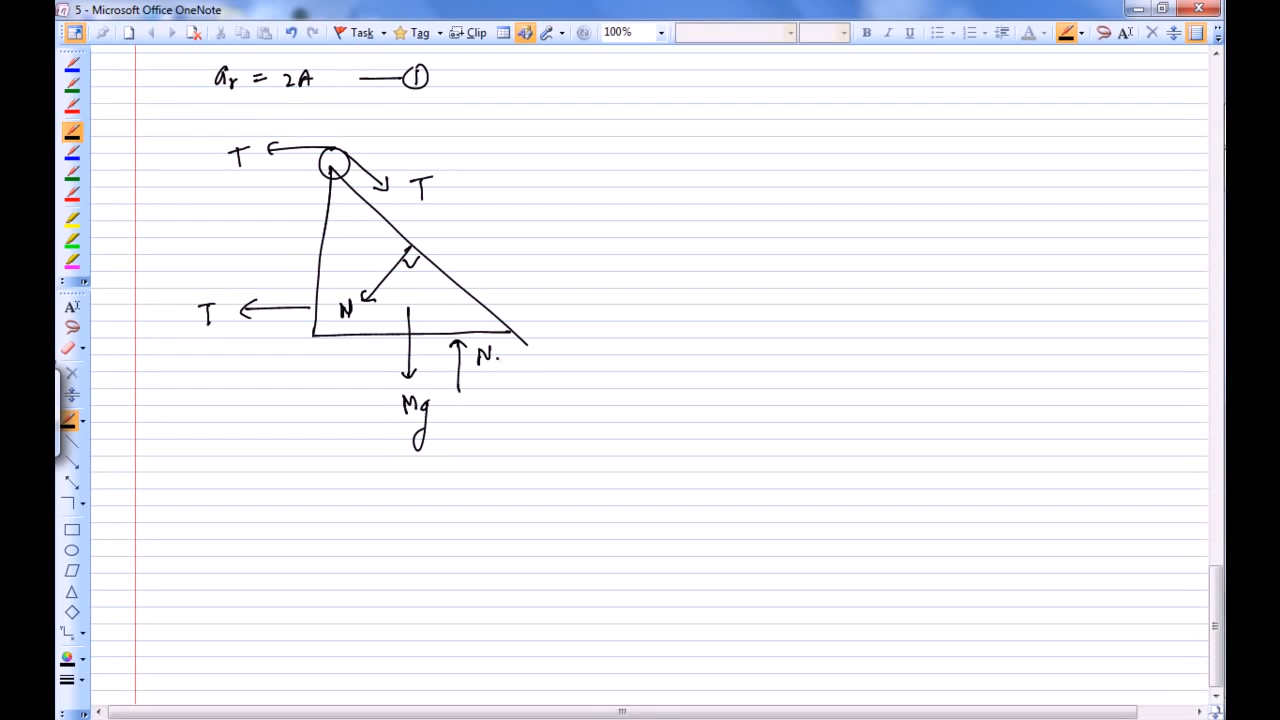 5 - Microsoft Office OneNote
Task Tag Clip 100% B I U A
aᵣ = 2A —— ①
T
T
T
N
N.
Mg